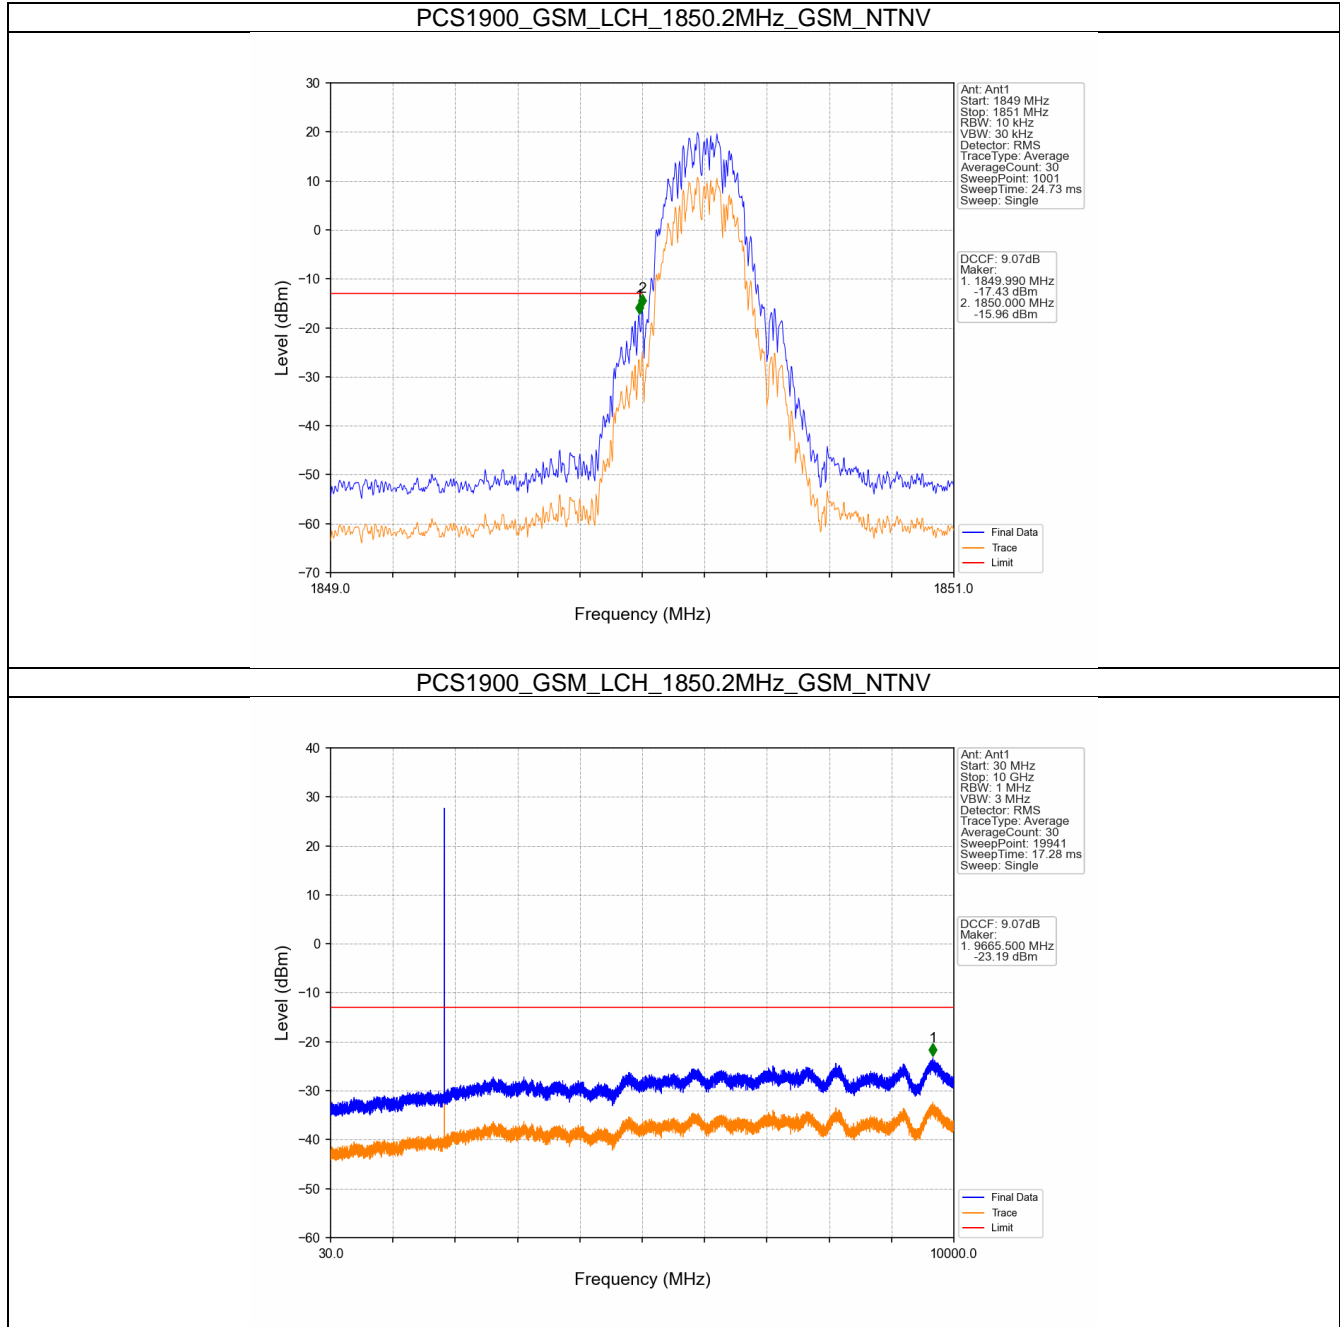 PCS1900_GSM_LCH_1850.2MHz_GSM_NTNV
30
20
10
0
−10
−20
−30
−40
−50
−60
−70
Level (dBm)
1849.0
1851.0
Frequency (MHz)
1
2
Ant: Ant1
Start: 1849 MHz
Stop: 1851 MHz
RBW: 10 kHz
VBW: 30 kHz
Detector: RMS
TraceType: Average
AverageCount: 30
SweepPoint: 1001
SweepTime: 24.73 ms
Sweep: Single
DCCF: 9.07dB
Maker:
1. 1849.990 MHz
-17.43 dBm
2. 1850.000 MHz
-15.96 dBm
Final Data
Trace
Limit
PCS1900_GSM_LCH_1850.2MHz_GSM_NTNV
40
30
20
10
0
−10
−20
−30
−40
−50
−60
Level (dBm)
30.0
10000.0
Frequency (MHz)
1
Ant: Ant1
Start: 30 MHz
Stop: 10 GHz
RBW: 1 MHz
VBW: 3 MHz
Detector: RMS
TraceType: Average
AverageCount: 30
SweepPoint: 19941
SweepTime: 17.28 ms
Sweep: Single
DCCF: 9.07dB
Maker:
1. 9665.500 MHz
-23.19 dBm
Final Data
Trace
Limit